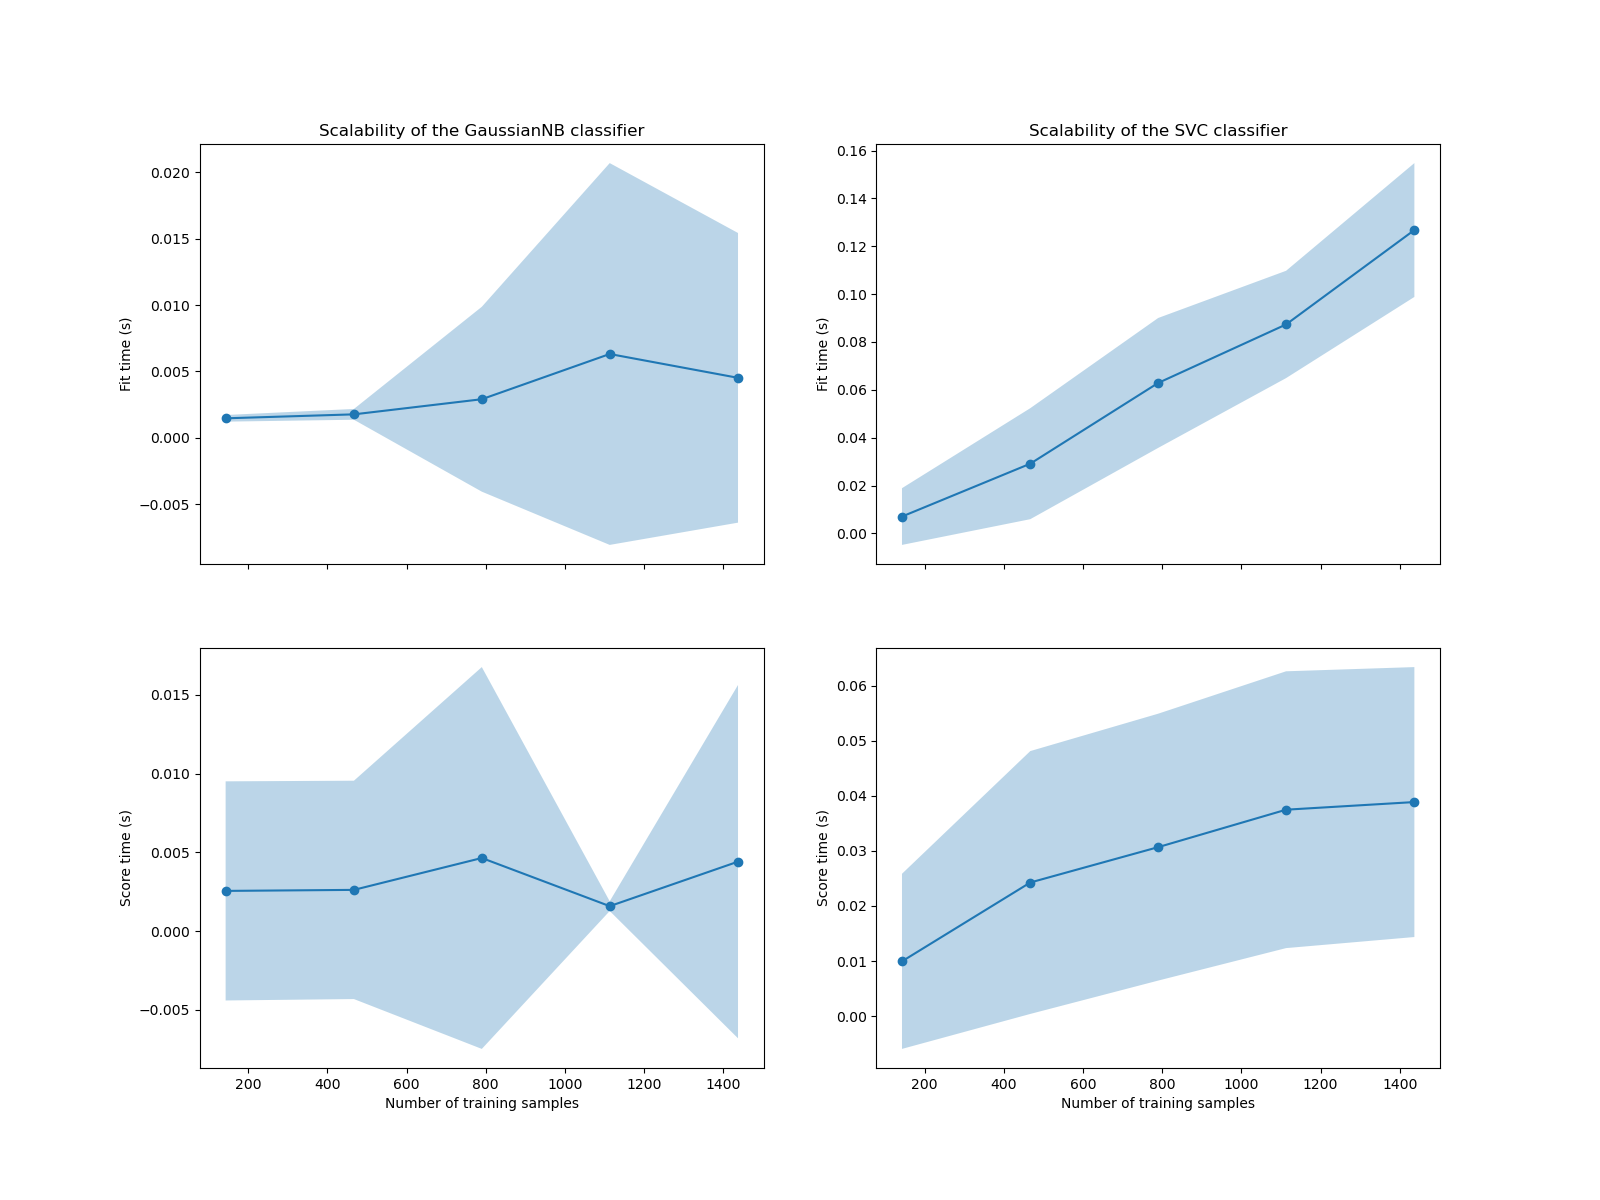 Scalability of the GaussianNB classifier
0.020
0.015
0.010
0.005
0.000
−0.005
Fit time (s)
Scalability of the SVC classifier
0.16
0.14
0.12
0.10
0.08
0.06
0.04
0.02
0.00
Fit time (s)
0.015
0.010
0.005
0.000
−0.005
Score time (s)
200 400 600 800 1000 1200 1400
Number of training samples
0.06
0.05
0.04
0.03
0.02
0.01
0.00
Score time (s)
200 400 600 800 1000 1200 1400
Number of training samples